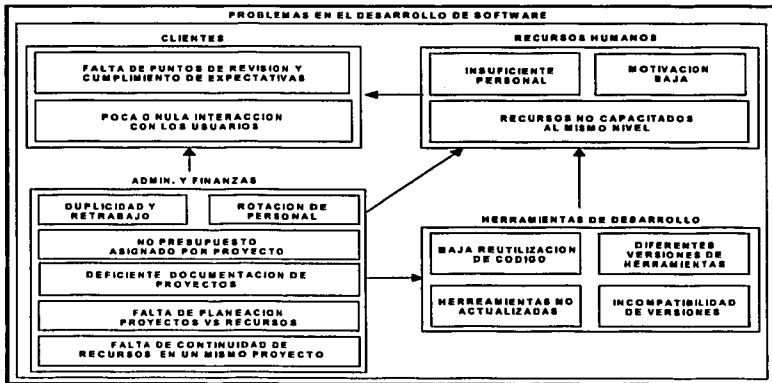 PROBLEMAS EN EL DESARROLLO DE SOFTWARE
CLIENTES
FALTA DE PUNTOS DE REVISION Y
CUMPLIMIENTO DE EXPECTATIVAS
POCA O NULA INTERACCION
CON LOS USUARIOS
RECURSOS HUMANOS
INSUFICIENTE
PERSONAL
MOTIVACION
BAJA
RECURSOS NO CAPACITADOS
AL MISMO NIVEL
ADMIN. Y FINANZAS
DUPLICIDAD Y
RETRABAJO
ROTACION DE
PERSONAL
NO PRESUPUESTO
ASIGNADO POR PROYECTO
DEFICIENTE DOCUMENTACION DE
PROYECTOS
FALTA DE PLANEACION
PROYECTOS VS RECURSOS
FALTA DE CONTINUIDAD DE
RECURSOS EN UN MISMO PROYECTO
HERRAMIENTAS DE DESARROLLO
BAJA REUTILIZACION
DE CODIGO
DIFERENTES
VERSIONES DE
HERRAMIENTAS
HERREAMIENTAS NO
ACTUALIZADAS
INCOMPATIBILIDAD
DE VERSIONES